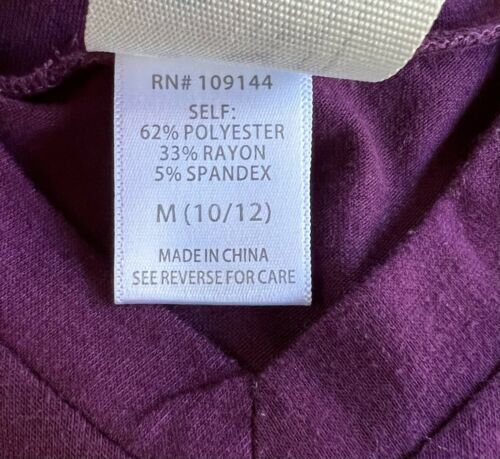 RN# 109144
SELF:
62% POLYESTER
33% RAYON
5% SPANDEX
M (10/12)
MADE IN CHINA
SEE REVERSE FOR CARE